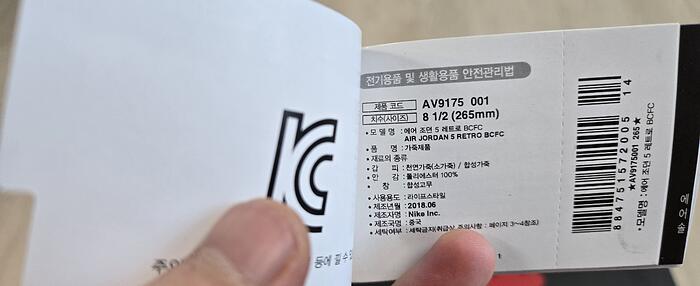 KC
전기용품 및 생활용품 안전관리법
제품 코드 AV9175 001
치수(사이즈) 8 1/2 (265mm)
• 모 델 명 : 에어 조던 5 레트로 BCFC
AIR JORDAN 5 RETRO BCFC
• 품 명 : 가죽제품
• 재료의 종류
갑 피 : 천연가죽(소가죽) / 합성가죽
안 감 : 폴리에스터 100%
창 : 합성고무
• 사용용도 : 라이프스타일
• 제조년월 : 2018.06
• 제조자명 : Nike Inc.
• 제조국명 : 중국
• 세탁여부 : 세탁금지(취급상 주의사항 : 페이지 3~4참조)
1 4
884751572005
★AV9175001 265★
• 모델명 : 에어 조던 5 레트로 BCFC